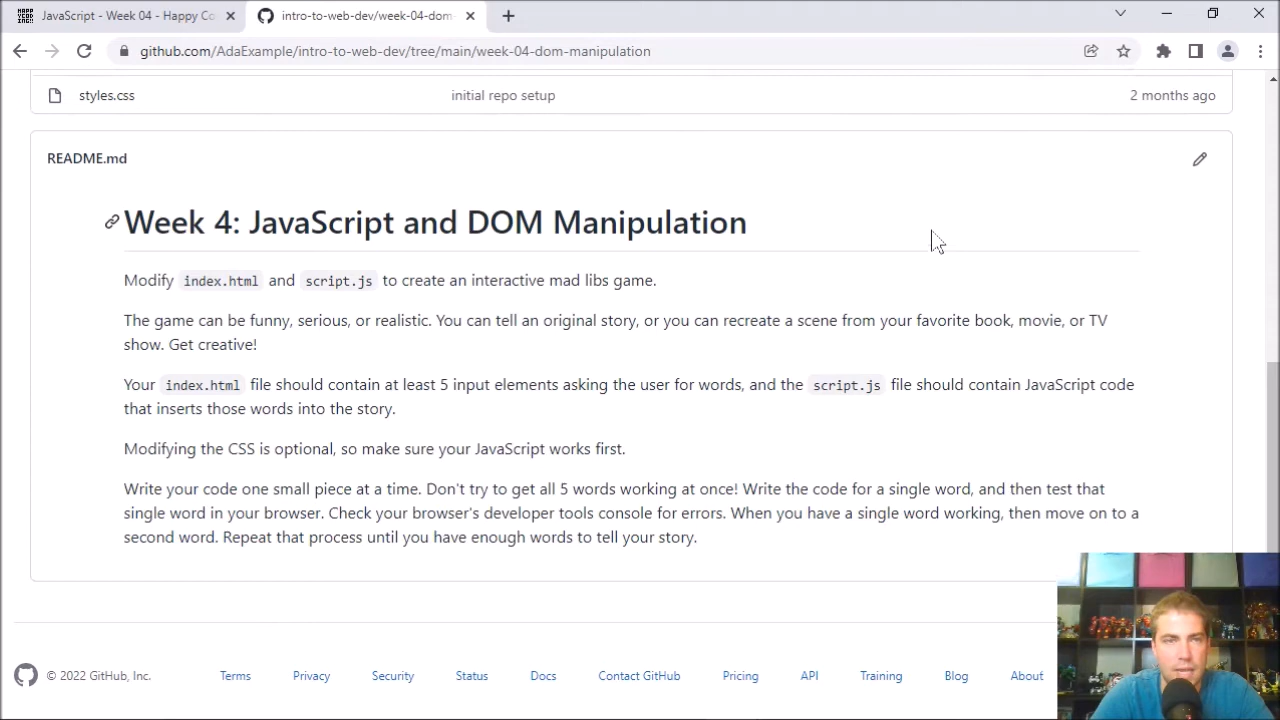 JavaScript - Week 04 - Happy Co
intro-to-web-dev/week-04-dom-
github.com/AdaExample/intro-to-web-dev/tree/main/week-04-dom-manipulation
styles.css initial repo setup 2 months ago
README.md
Week 4: JavaScript and DOM Manipulation
Modify index.html and script.js to create an interactive mad libs game.
The game can be funny, serious, or realistic. You can tell an original story, or you can recreate a scene from your favorite book, movie, or TV
show. Get creative!
Your index.html file should contain at least 5 input elements asking the user for words, and the script.js file should contain JavaScript code
that inserts those words into the story.
Modifying the CSS is optional, so make sure your JavaScript works first.
Write your code one small piece at a time. Don't try to get all 5 words working at once! Write the code for a single word, and then test that
single word in your browser. Check your browser's developer tools console for errors. When you have a single word working, then move on to a
second word. Repeat that process until you have enough words to tell your story.
© 2022 GitHub, Inc. Terms Privacy Security Status Docs Contact GitHub Pricing API Training Blog About